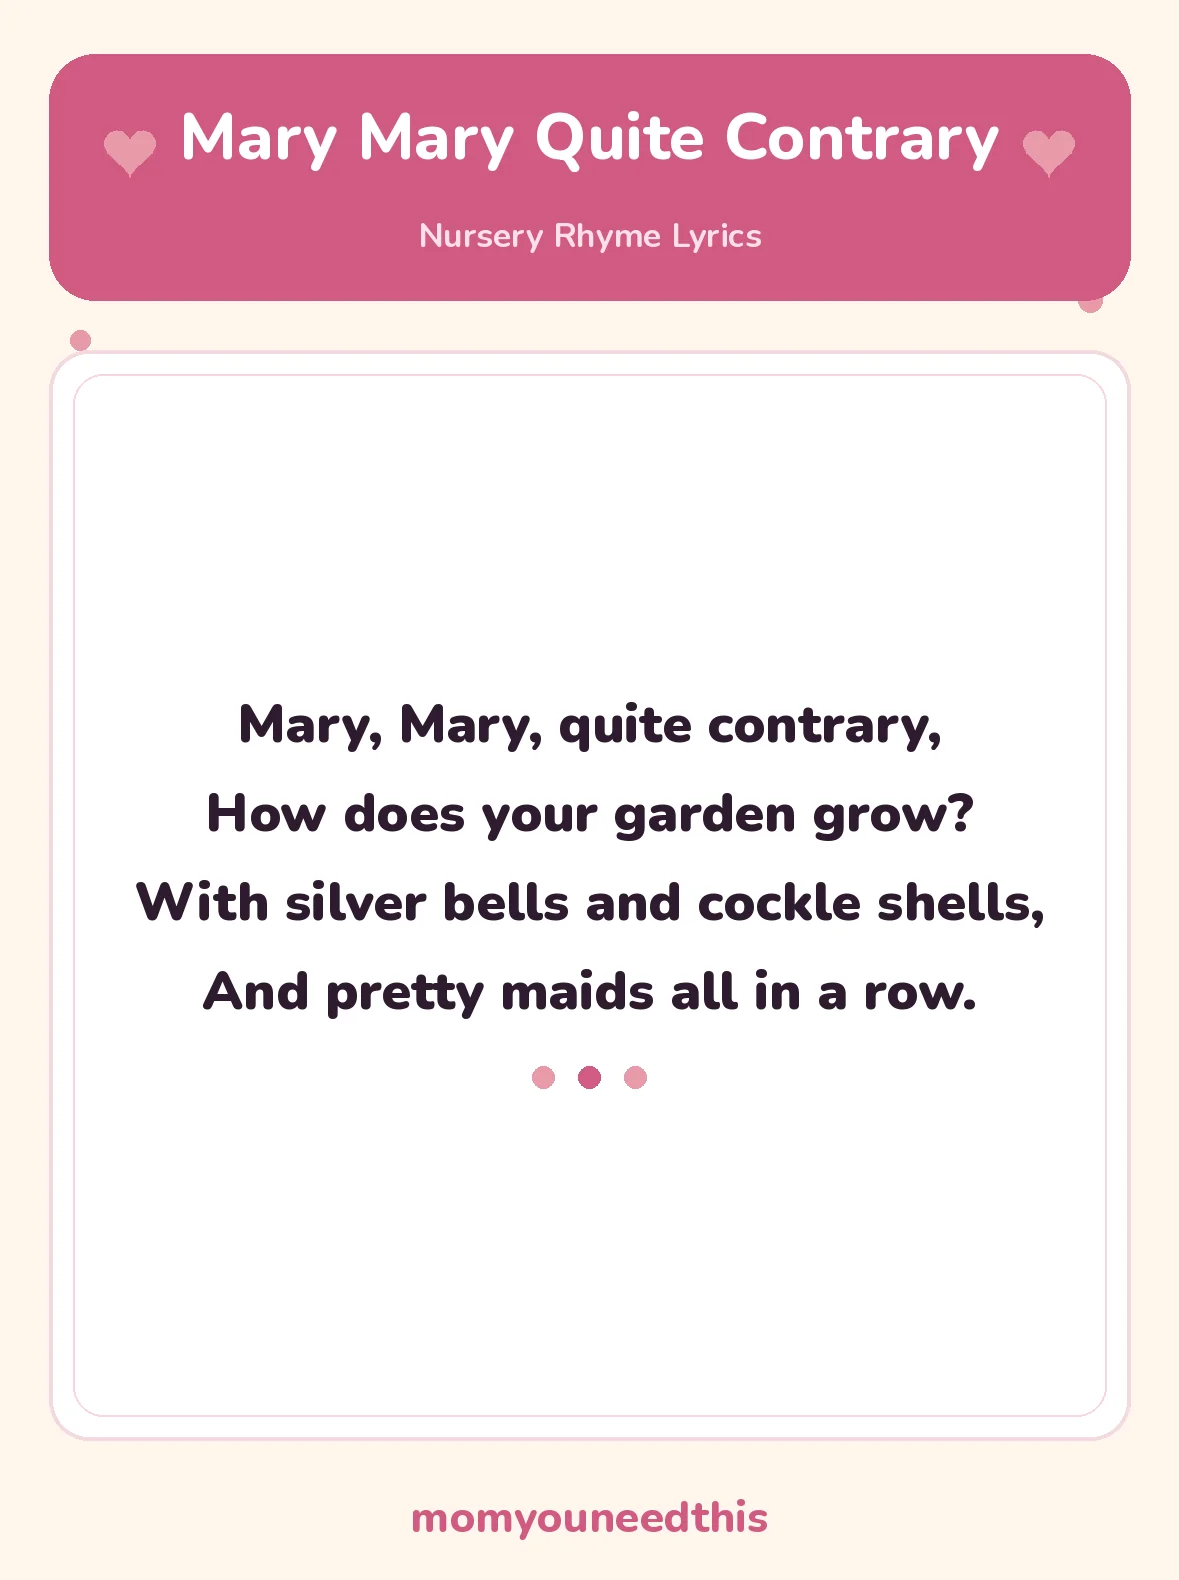 Mary Mary Quite Contrary
Nursery Rhyme Lyrics
Mary, Mary, quite contrary,
How does your garden grow?
With silver bells and cockle shells,
And pretty maids all in a row.
momyouneedthis